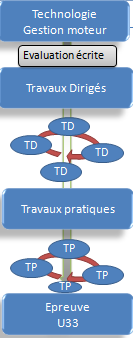 Technologie
Gestion moteur
Evaluation écrite
Travaux Dirigés
TD
TD
TD
TD
Travaux pratiques
TP
TP
TP
TP
Epreuve
U33